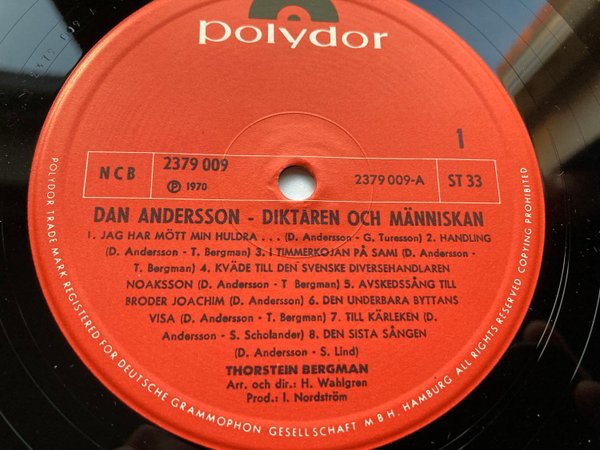 polydor
1
NCB
2379 009
℗ 1970
2379 009-A
ST 33
DAN ANDERSSON - DIKTAREN OCH MÄNNISKAN
1. JAG HAR MÖTT MIN HULDRA . . . (D. Andersson - G. Turesson) 2. HANDLING
(D. Andersson - T. Bergman) 3. I TIMMERKOJAN PÅ SAMI (D. Andersson -
T. Bergman) 4. KVÄDE TILL DEN SVENSKE DIVERSEHANDLAREN
NOAKSSON (D. Andersson - T Bergman) 5. AVSKEDSSÅNG TILL
BRODER JOACHIM (D. Andersson) 6. DEN UNDERBARA BYTTANS
VISA (D. Andersson - T. Bergman) 7. TILL KÄRLEKEN (D.
Andersson - S. Scholander) 8. DEN SISTA SÅNGEN
(D. Andersson - S. Lind)
THORSTEIN BERGMAN
Arr. och dir.: H. Wahlgren
Prod.: I. Nordström
POLYDOR TRADE MARK REGISTERED FOR DEUTSCHE GRAMMOPHON GESELLSCHAFT M B H, HAMBURG ALL RIGHTS RESERVED COPYING PROHIBITED